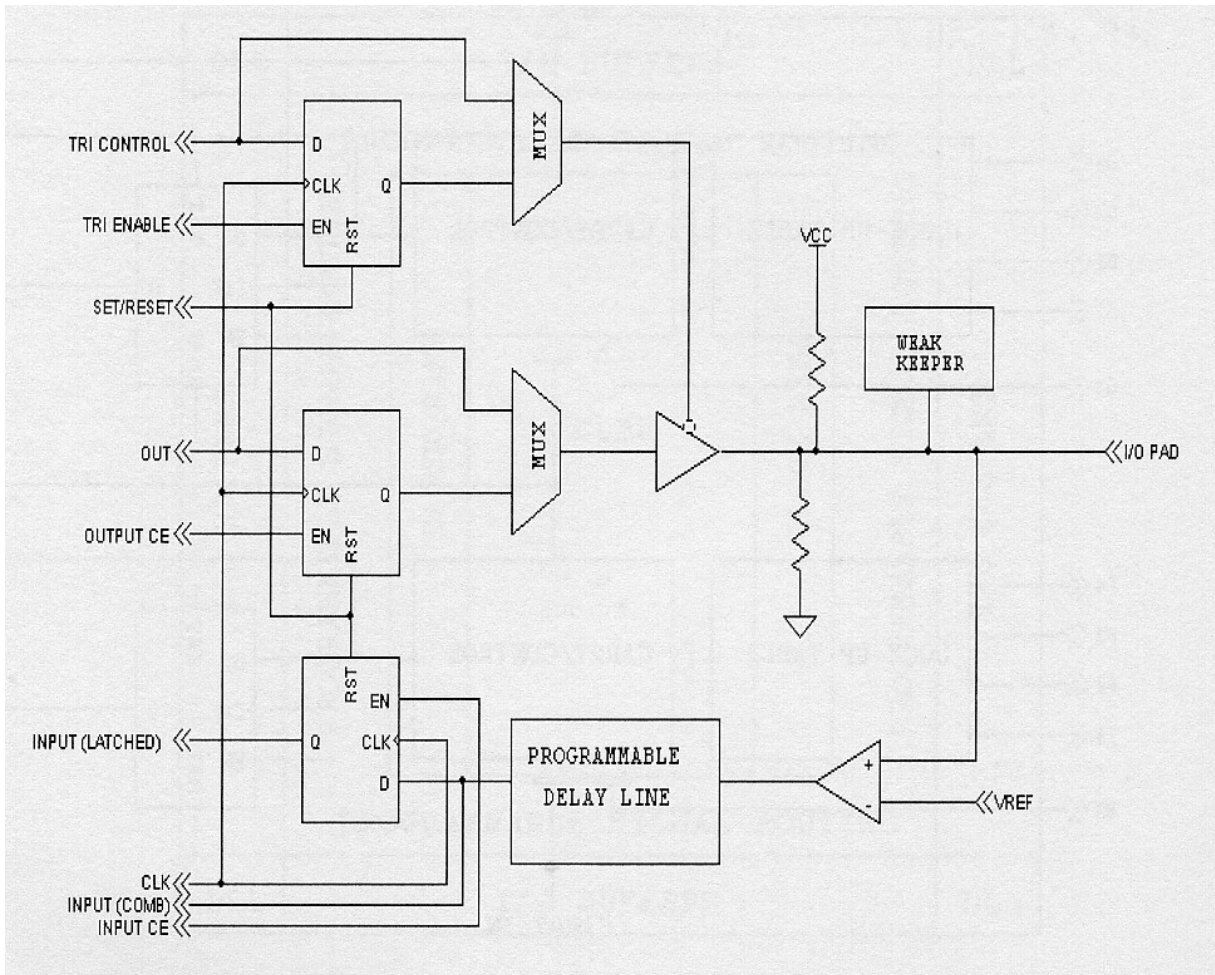 TRI CONTROL
D
MUX
CLK
Q
TRI ENABLE
EN
RST
SET/RESET
VCC
WEAK
KEEPER
OUT
D
MUX
I/O PAD
CLK
Q
OUTPUT CE
EN
RST
RST
EN
INPUT (LATCHED)
Q
CLK
D
PROGRAMMABLE
DELAY LINE
+
-
VREF
CLK
INPUT (COMB)
INPUT CE